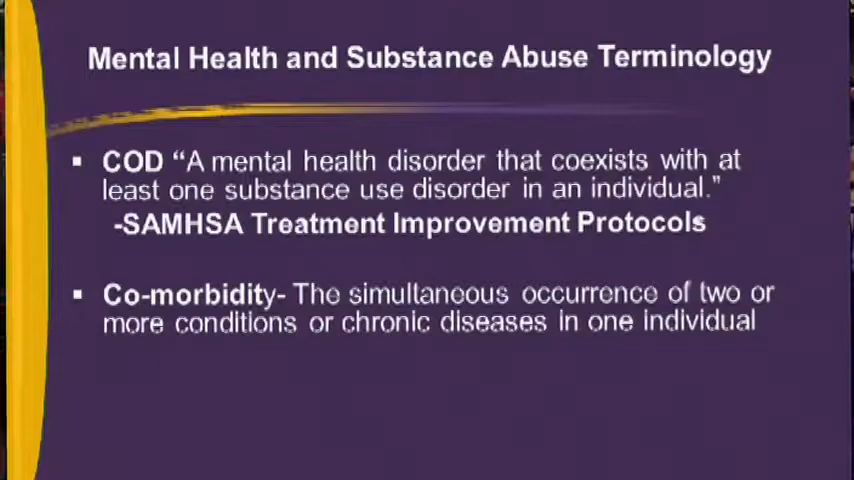 Mental Health and Substance Abuse Terminology
▪ COD “A mental health disorder that coexists with at
least one substance use disorder in an individual.”
-SAMHSA Treatment Improvement Protocols
▪ Co-morbidity- The simultaneous occurrence of two or
more conditions or chronic diseases in one individual